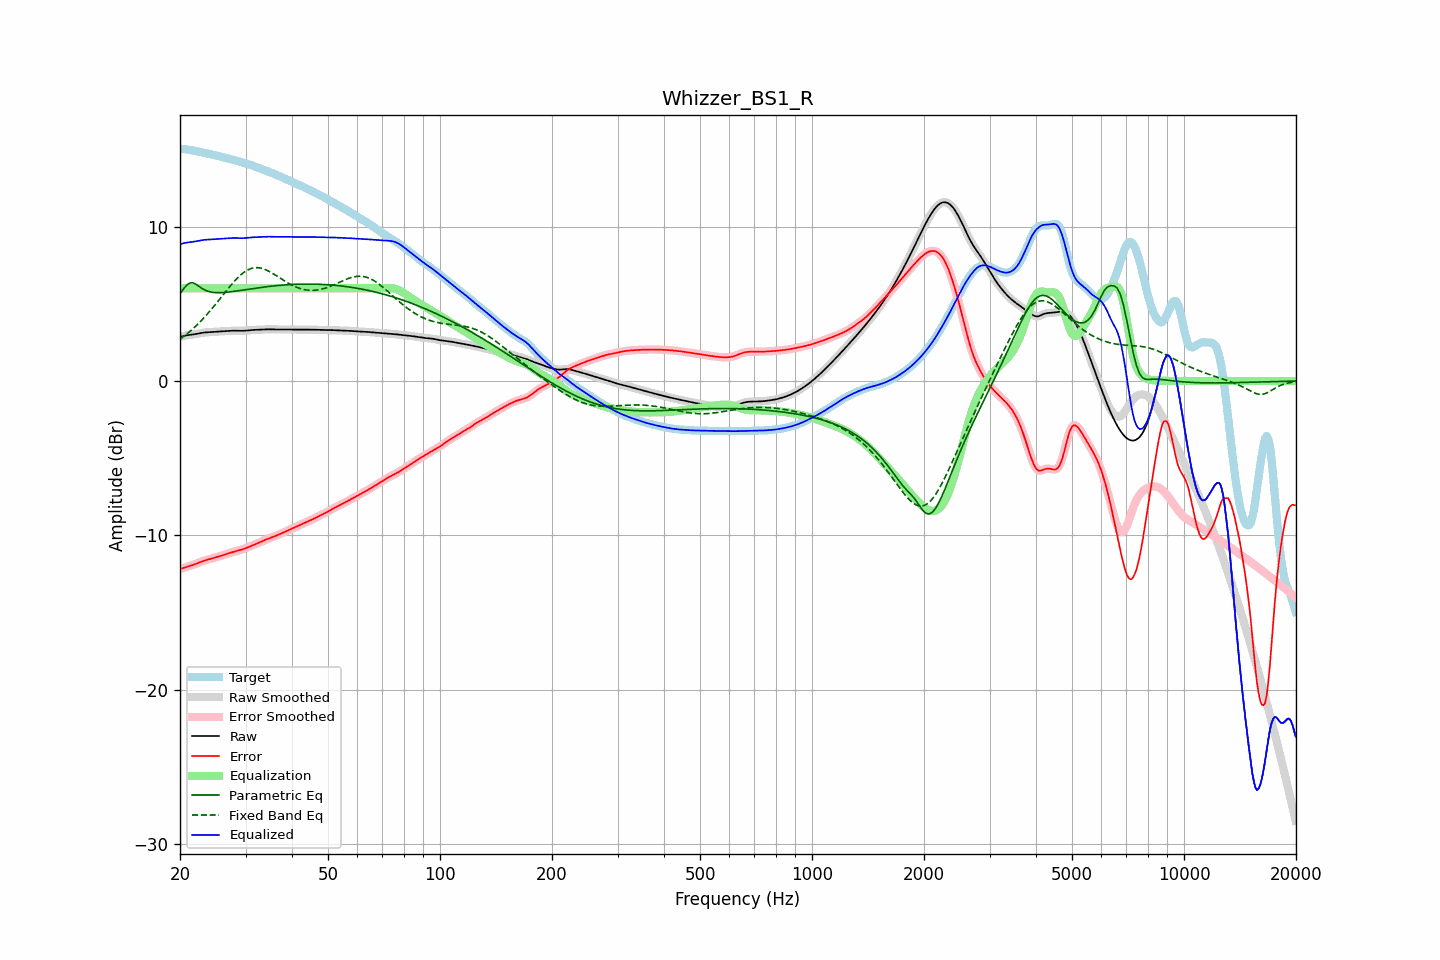 Whizzer_BS1_R
Amplitude (dBr)
10
0
−10
−20
−30
Target
Raw Smoothed
Error Smoothed
Raw
Error
Equalization
Parametric Eq
Fixed Band Eq
Equalized
20 50 100 200 500 1000 2000 5000 10000 20000
Frequency (Hz)